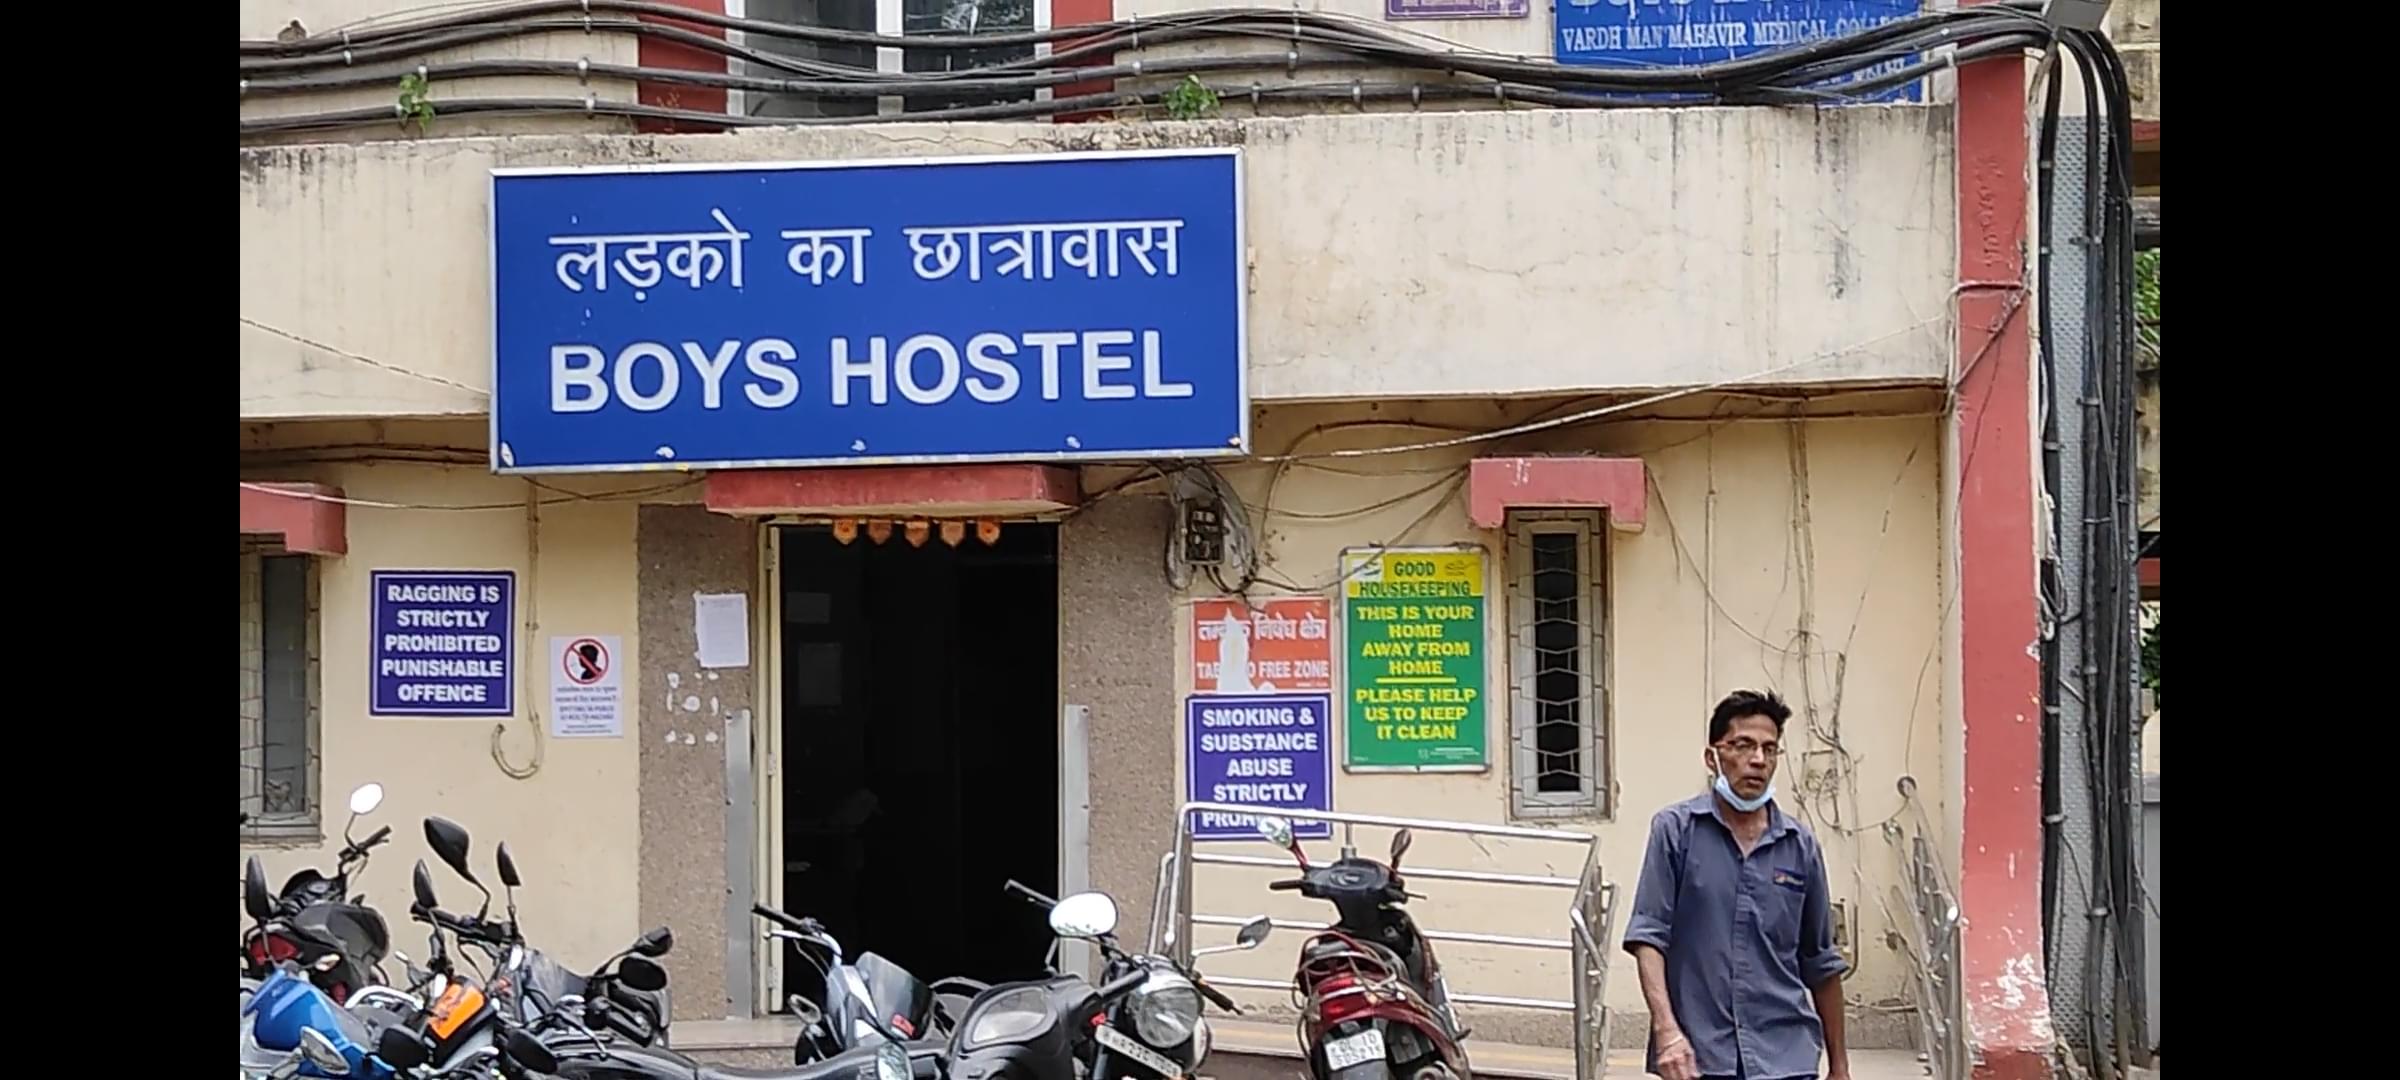 VARDH MAN MAHAVIR MEDICAL COLLEGE
लड़को का छात्रावास
BOYS HOSTEL
RAGGING IS
STRICTLY
PROHIBITED
PUNISHABLE
OFFENCE
निषेध क्षेत्र
FREE ZONE
SMOKING &
SUBSTANCE
ABUSE
STRICTLY
GOOD
HOUSEKEEPING
THIS IS YOUR
HOME
AWAY FROM
HOME
PLEASE HELP
US TO KEEP
IT CLEAN